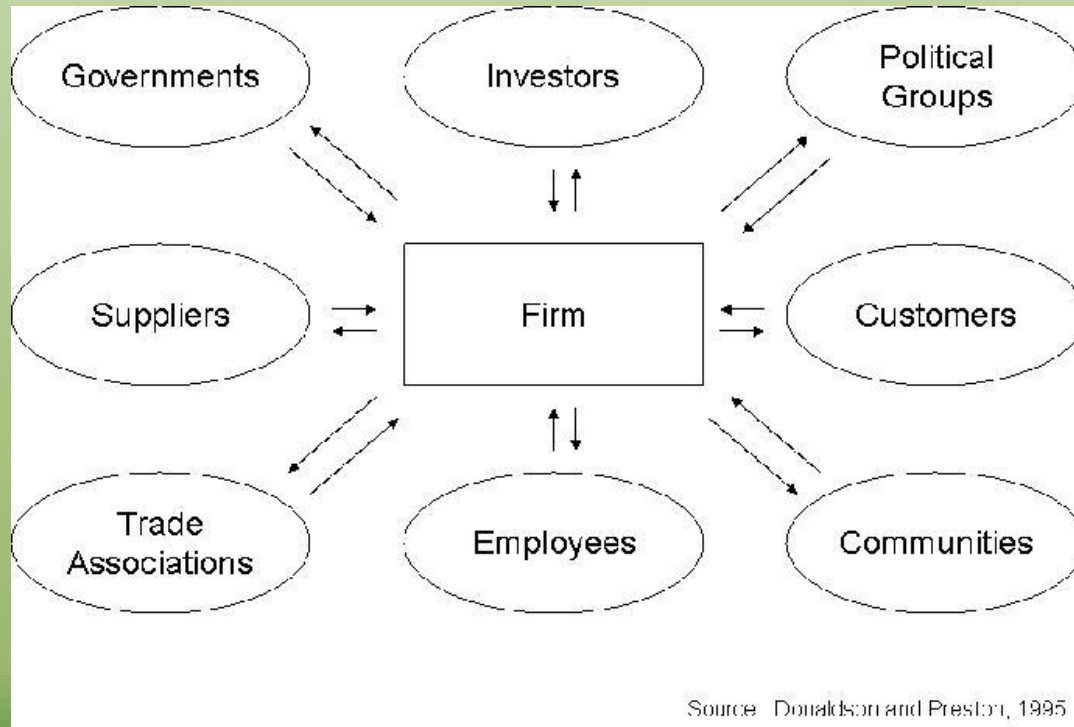 Governments
Investors
Political
Groups
Suppliers
Firm
Customers
Trade
Associations
Employees
Communities
Source: Donaldson and Preston, 1995